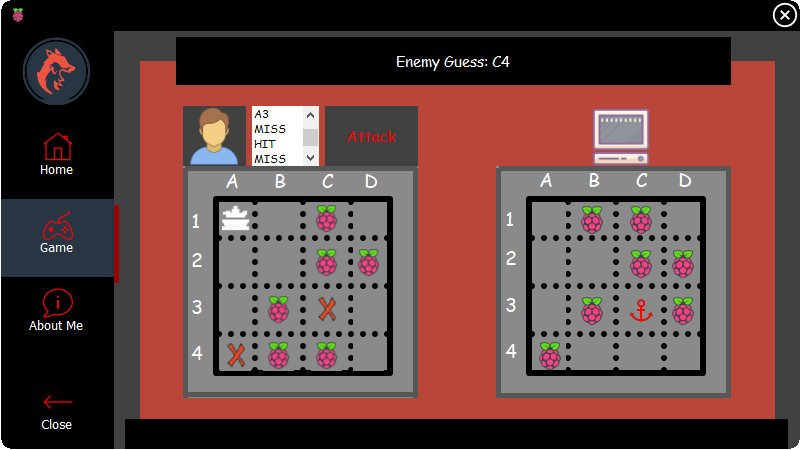 Enemy Guess: C4
A3
MISS
HIT
MISS
Attack
Home
Game
About Me
Close
A B C D
1
2
3
4
A B C D
1
2
3
4